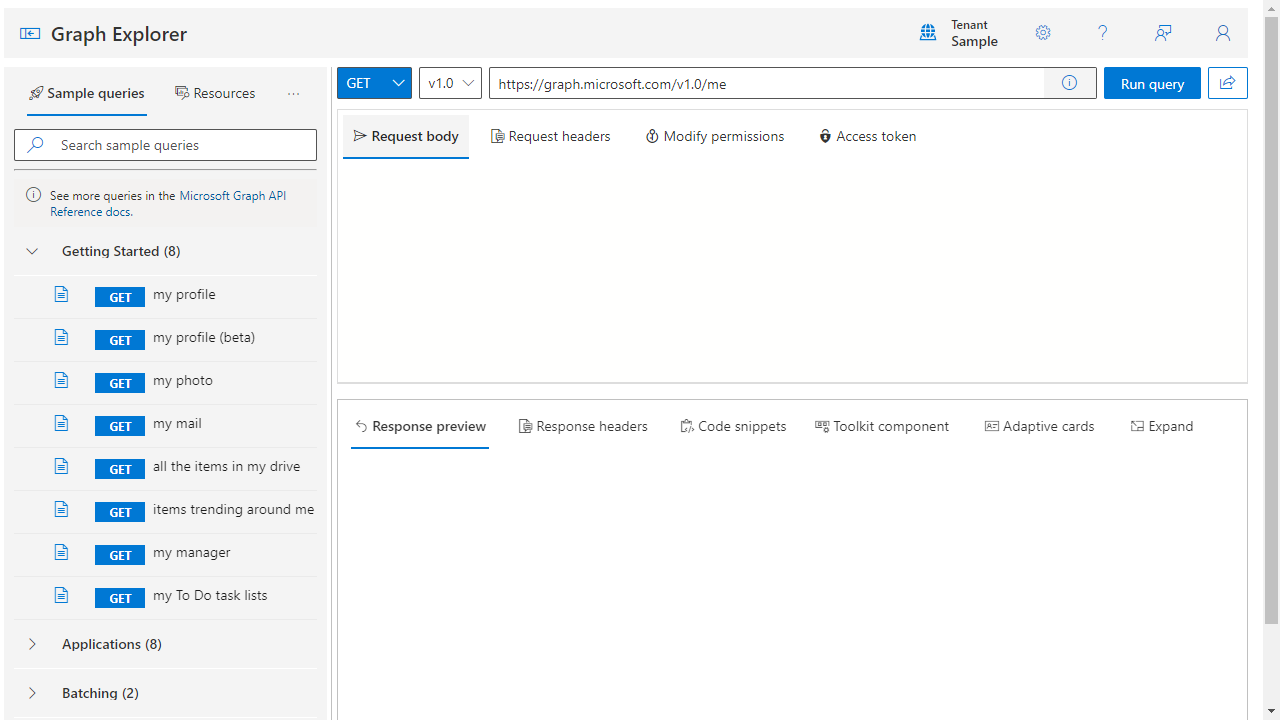 Graph Explorer
Tenant
Sample
Sample queries
Resources
Search sample queries
See more queries in the Microsoft Graph API
Reference docs.
Getting Started (8)
GET my profile
GET my profile (beta)
GET my photo
GET my mail
GET all the items in my drive
GET items trending around me
GET my manager
GET my To Do task lists
Applications (8)
Batching (2)
GET
v1.0
https://graph.microsoft.com/v1.0/me
Run query
Request body
Request headers
Modify permissions
Access token
Response preview
Response headers
Code snippets
Toolkit component
Adaptive cards
Expand